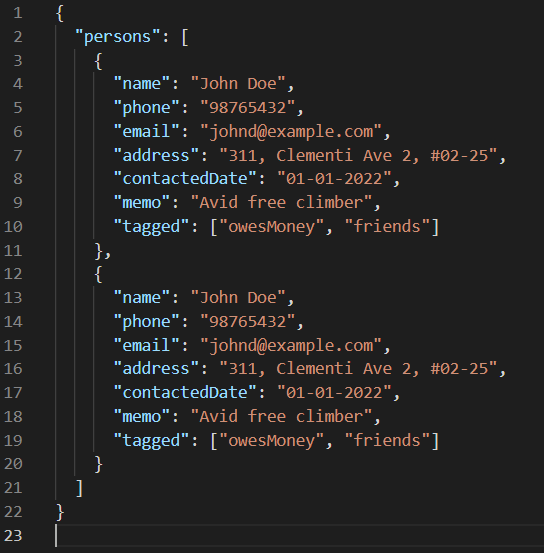 1 {
2   "persons": [
3     {
4       "name": "John Doe",
5       "phone": "98765432",
6       "email": "johnd@example.com",
7       "address": "311, Clementi Ave 2, #02-25",
8       "contactedDate": "01-01-2022",
9       "memo": "Avid free climber",
10       "tagged": ["owesMoney", "friends"]
11     },
12     {
13       "name": "John Doe",
14       "phone": "98765432",
15       "email": "johnd@example.com",
16       "address": "311, Clementi Ave 2, #02-25",
17       "contactedDate": "01-01-2022",
18       "memo": "Avid free climber",
19       "tagged": ["owesMoney", "friends"]
20     }
21   ]
22 }
23